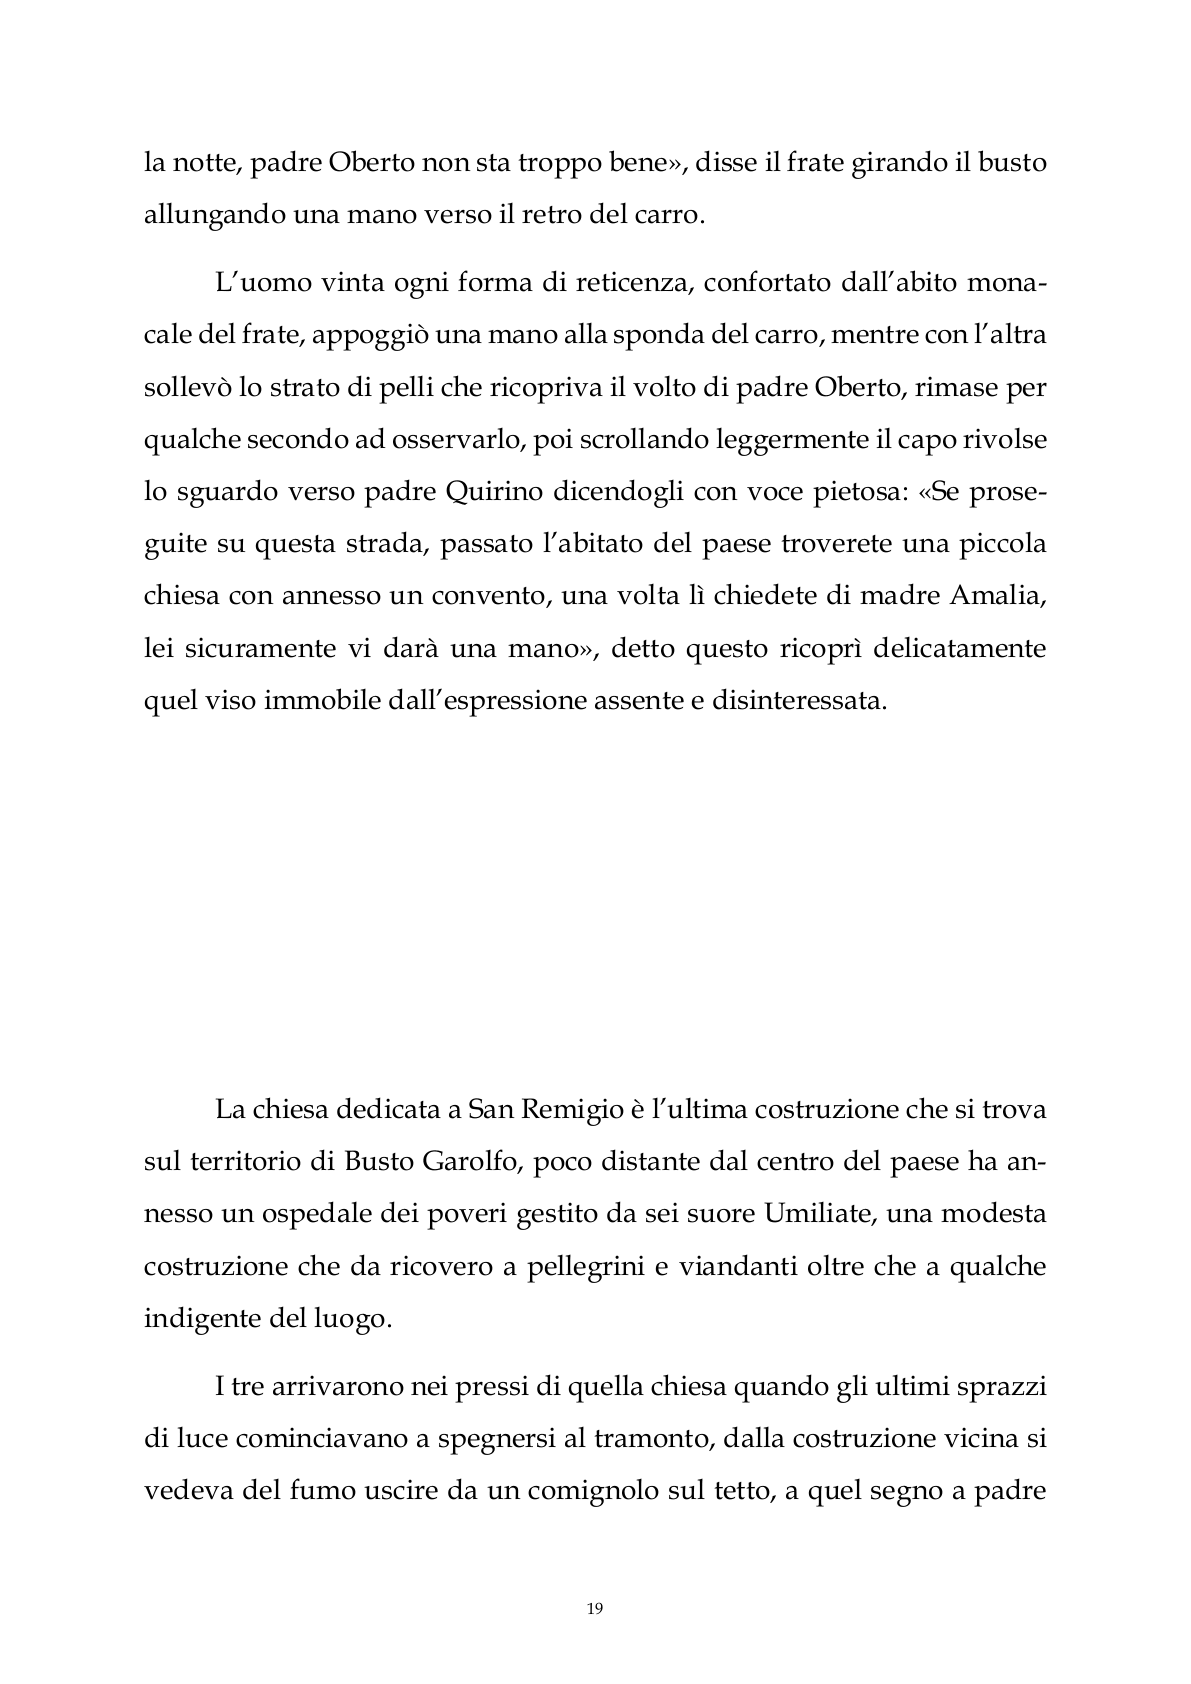 la notte, padre Oberto non sta troppo bene», disse il frate girando il busto
allungando una mano verso il retro del carro.
L’uomo vinta ogni forma di reticenza, confortato dall’abito mona-
cale del frate, appoggiò una mano alla sponda del carro, mentre con l’altra
sollevò lo strato di pelli che ricopriva il volto di padre Oberto, rimase per
qualche secondo ad osservarlo, poi scrollando leggermente il capo rivolse
lo sguardo verso padre Quirino dicendogli con voce pietosa: «Se prose-
guite su questa strada, passato l’abitato del paese troverete una piccola
chiesa con annesso un convento, una volta lì chiedete di madre Amalia,
lei sicuramente vi darà una mano», detto questo ricoprì delicatamente
quel viso immobile dall’espressione assente e disinteressata.
La chiesa dedicata a San Remigio è l’ultima costruzione che si trova
sul territorio di Busto Garolfo, poco distante dal centro del paese ha an-
nesso un ospedale dei poveri gestito da sei suore Umiliate, una modesta
costruzione che da ricovero a pellegrini e viandanti oltre che a qualche
indigente del luogo.
I tre arrivarono nei pressi di quella chiesa quando gli ultimi sprazzi
di luce cominciavano a spegnersi al tramonto, dalla costruzione vicina si
vedeva del fumo uscire da un comignolo sul tetto, a quel segno a padre
19